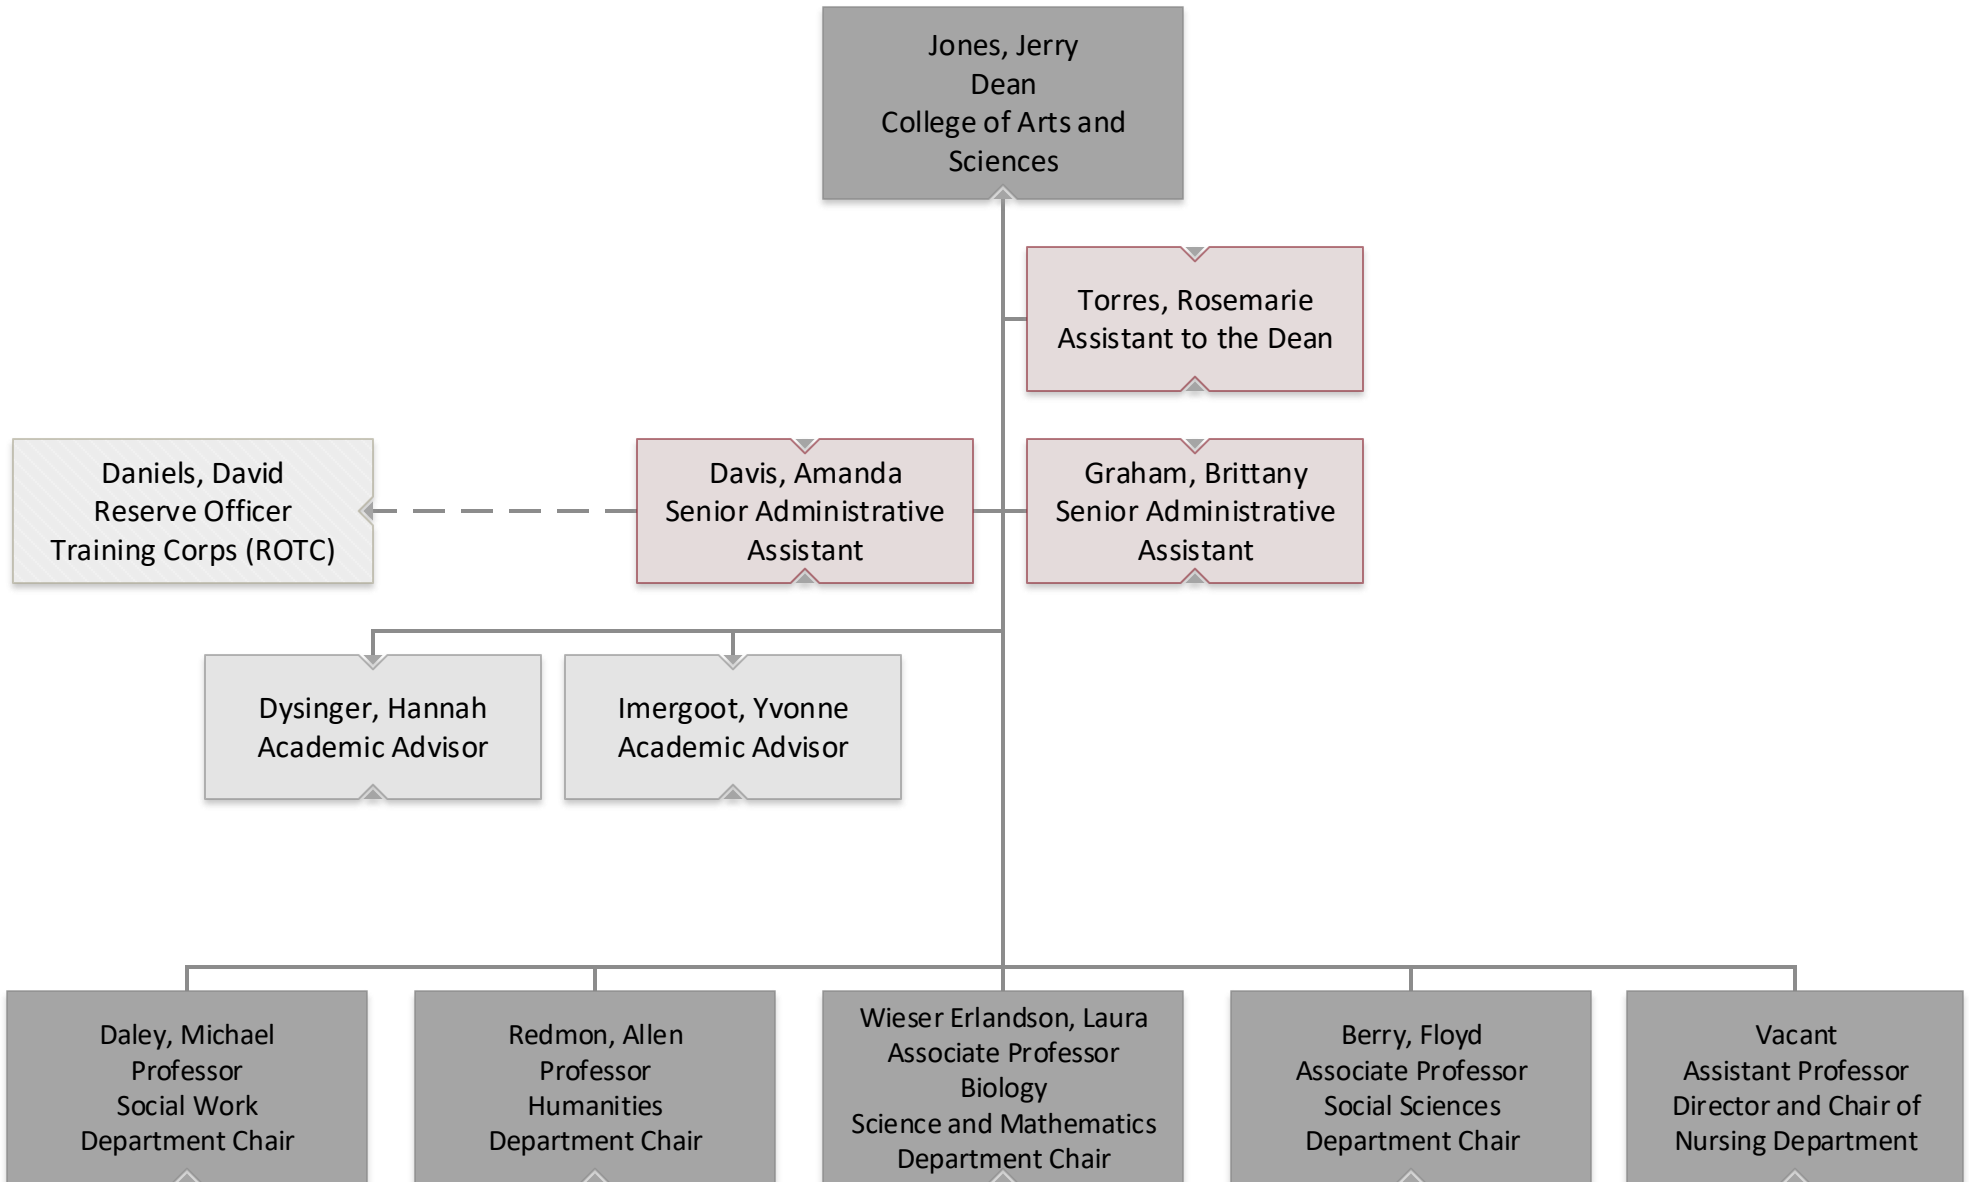 Jones, Jerry
Dean
College of Arts and
Sciences
Torres, Rosemarie
Assistant to the Dean
Daniels, David
Reserve Officer
Training Corps (ROTC)
Davis, Amanda
Senior Administrative
Assistant
Graham, Brittany
Senior Administrative
Assistant
Dysinger, Hannah
Academic Advisor
Imergoot, Yvonne
Academic Advisor
Daley, Michael
Professor
Social Work
Department Chair
Redmon, Allen
Professor
Humanities
Department Chair
Wieser Erlandson, Laura
Associate Professor
Biology
Science and Mathematics
Department Chair
Berry, Floyd
Associate Professor
Social Sciences
Department Chair
Vacant
Assistant Professor
Director and Chair of
Nursing Department